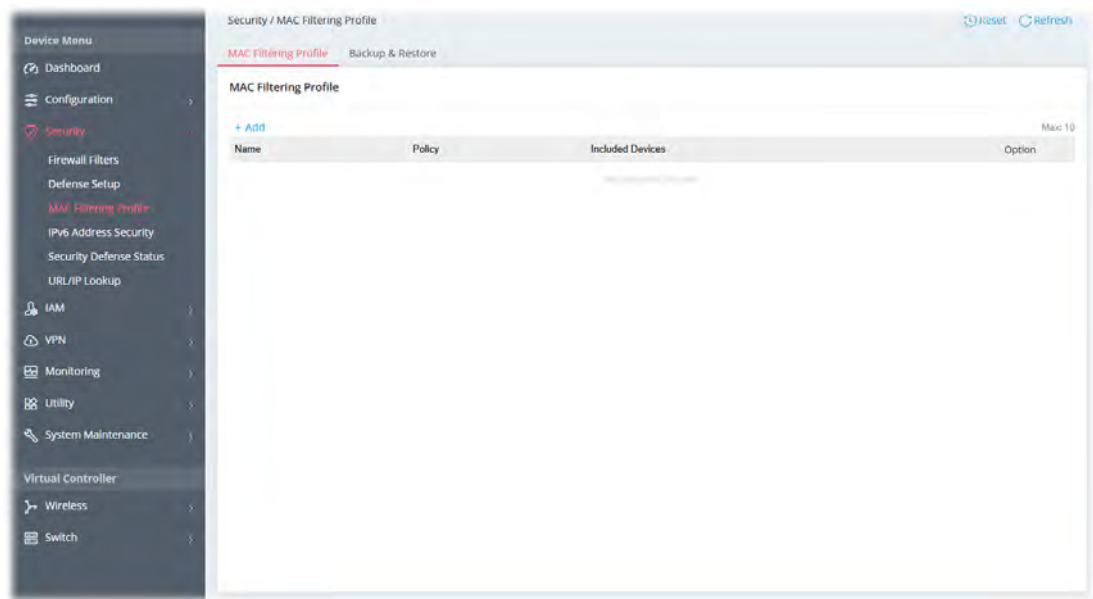 Security / MAC Filtering Profile
Reset Refresh
Device Menu
Dashboard
Configuration
Security
Firewall Filters
Defense Setup
MAC Filtering Profile
IPv6 Address Security
Security Defense Status
URL/IP Lookup
IAM
VPN
Monitoring
Utility
System Maintenance
Virtual Controller
Wireless
Switch
MAC Filtering Profile Backup & Restore
MAC Filtering Profile
+ Add Max: 10
Name Policy Included Devices Option